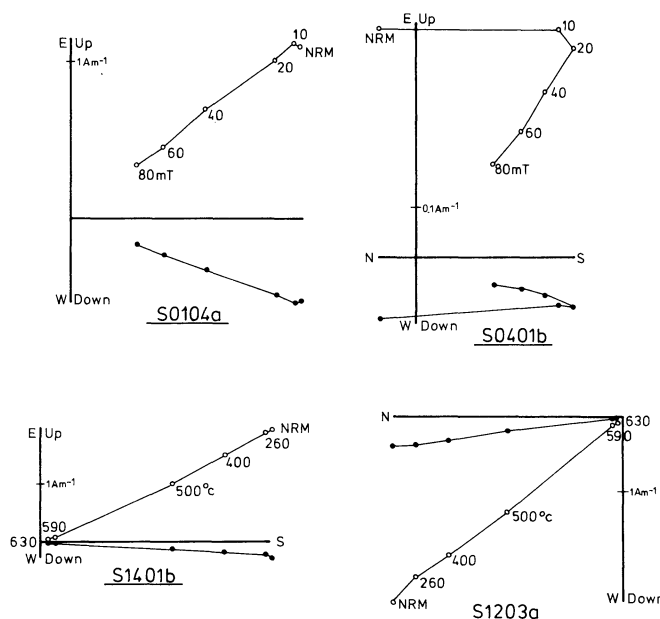 E Up
1Am⁻¹
10
NRM
20
40
60
80mT
W Down
S0104a
E Up
NRM
10
20
40
60
80mT
0.1Am⁻¹
N
S
W Down
S0401b
E Up
NRM
260
400
1Am⁻¹
500°c
590
630
S
W Down
S1401b
N
630
590
1Am⁻¹
500°c
400
260
NRM
W Down
S1203a